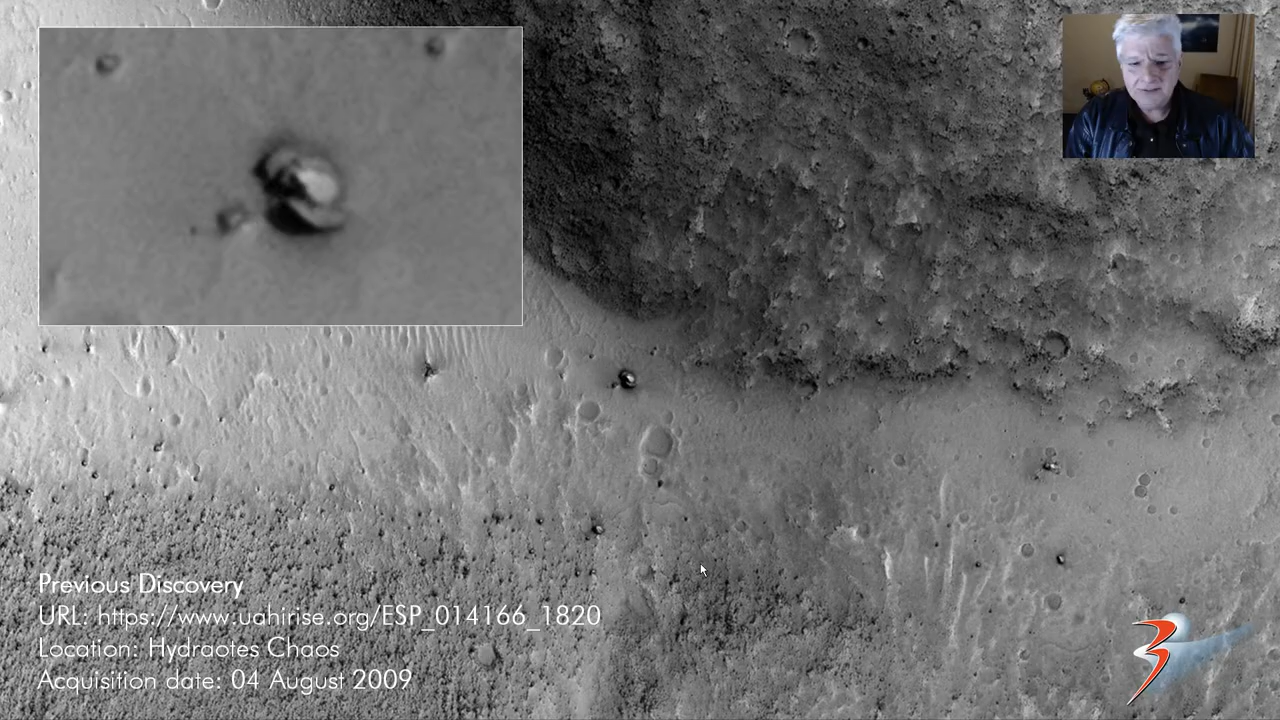 Previous Discovery
URL: https://www.uahirise.org/ESP_014166_1820
Location: Hydraotes Chaos
Acquisition date: 04 August 2009